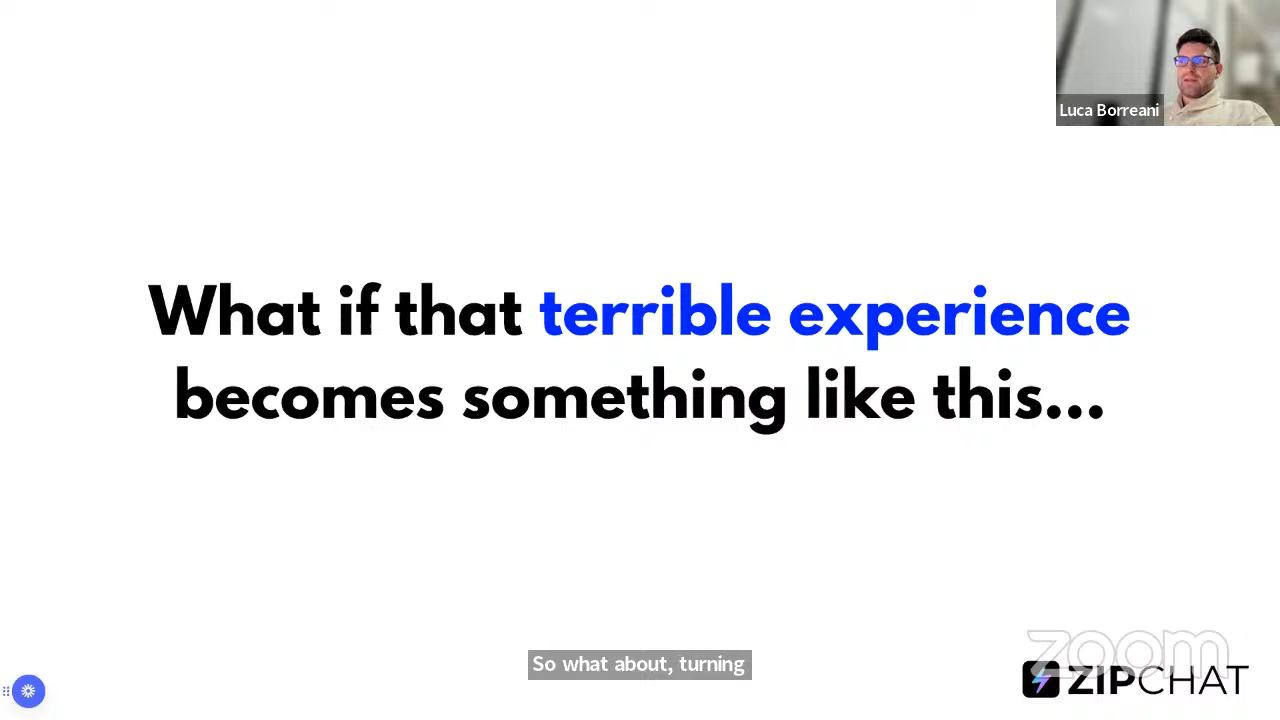 Luca Borreani
What if that terrible experience
becomes something like this...
So what about, turning
zoom
ZIPCHAT